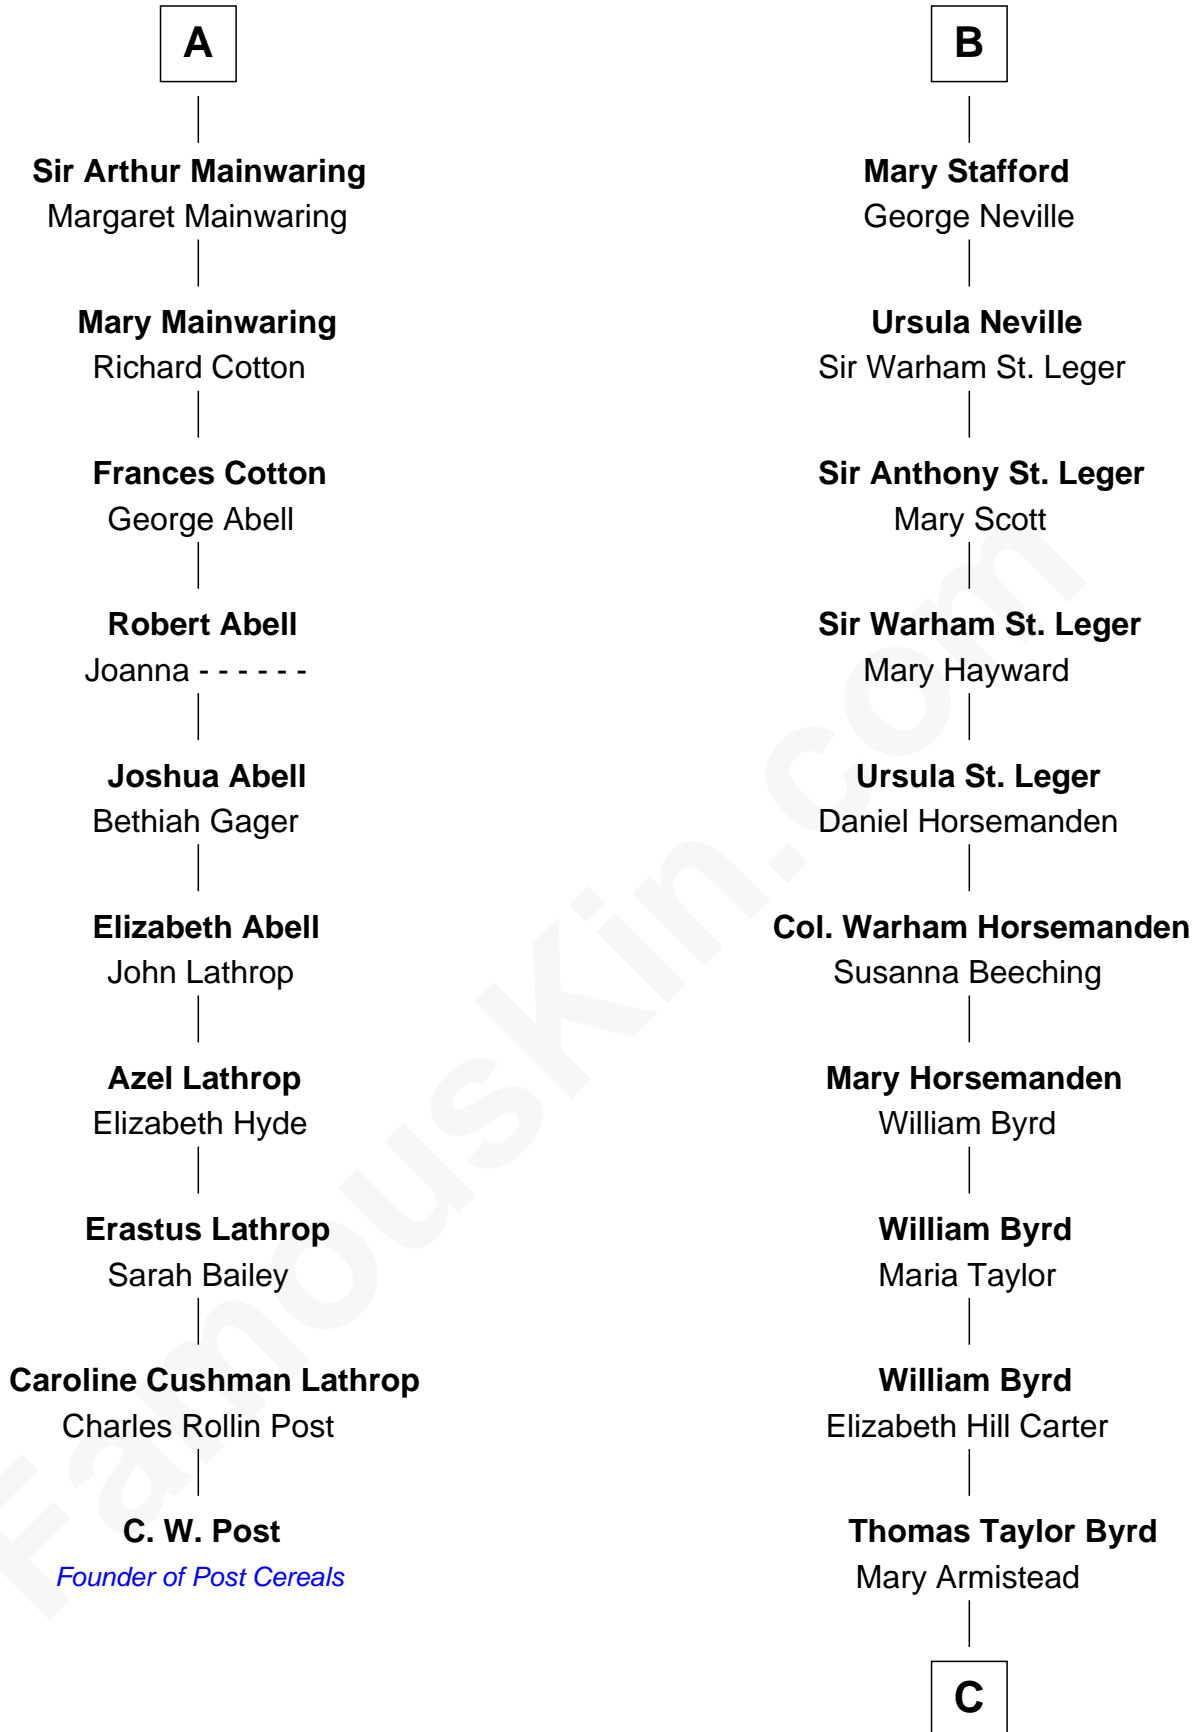 A
Sir Arthur Mainwaring
Margaret Mainwaring
Mary Mainwaring
Richard Cotton
Frances Cotton
George Abell
Robert Abell
Joanna - - - - - -
Joshua Abell
Bethiah Gager
Elizabeth Abell
John Lathrop
Azel Lathrop
Elizabeth Hyde
Erastus Lathrop
Sarah Bailey
Caroline Cushman Lathrop
Charles Rollin Post
C. W. Post
Founder of Post Cereals
B
Mary Stafford
George Neville
Ursula Neville
Sir Warham St. Leger
Sir Anthony St. Leger
Mary Scott
Sir Warham St. Leger
Mary Hayward
Ursula St. Leger
Daniel Horsemanden
Col. Warham Horsemanden
Susanna Beeching
Mary Horsemanden
William Byrd
William Byrd
Maria Taylor
William Byrd
Elizabeth Hill Carter
Thomas Taylor Byrd
Mary Armistead
C
FamousKin.com